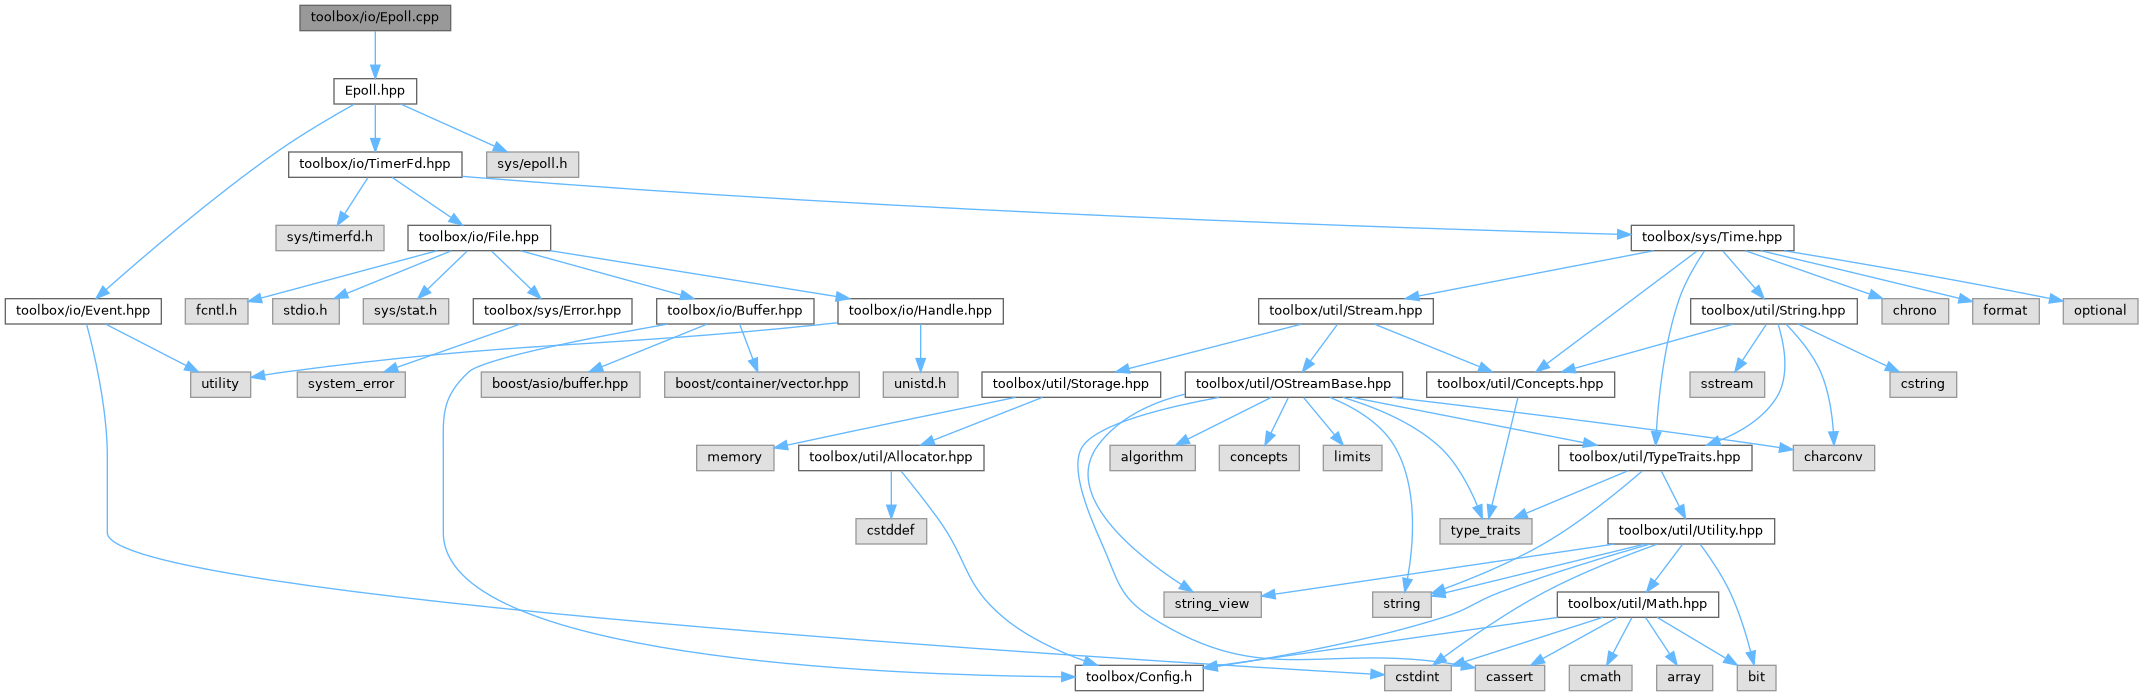 toolbox/io/Epoll.cpp
Epoll.hpp
toolbox/io/TimerFd.hpp
sys/epoll.h
sys/timerfd.h
toolbox/io/File.hpp
toolbox/sys/Time.hpp
toolbox/io/Event.hpp
fcntl.h
stdio.h
sys/stat.h
toolbox/sys/Error.hpp
toolbox/io/Buffer.hpp
toolbox/io/Handle.hpp
toolbox/util/Stream.hpp
toolbox/util/String.hpp
chrono
format
optional
utility
system_error
boost/asio/buffer.hpp
boost/container/vector.hpp
unistd.h
toolbox/util/Storage.hpp
toolbox/util/OStreamBase.hpp
toolbox/util/Concepts.hpp
sstream
cstring
memory
toolbox/util/Allocator.hpp
algorithm
concepts
limits
toolbox/util/TypeTraits.hpp
charconv
cstddef
type_traits
toolbox/util/Utility.hpp
string_view
string
toolbox/util/Math.hpp
toolbox/Config.h
cstdint
cassert
cmath
array
bit